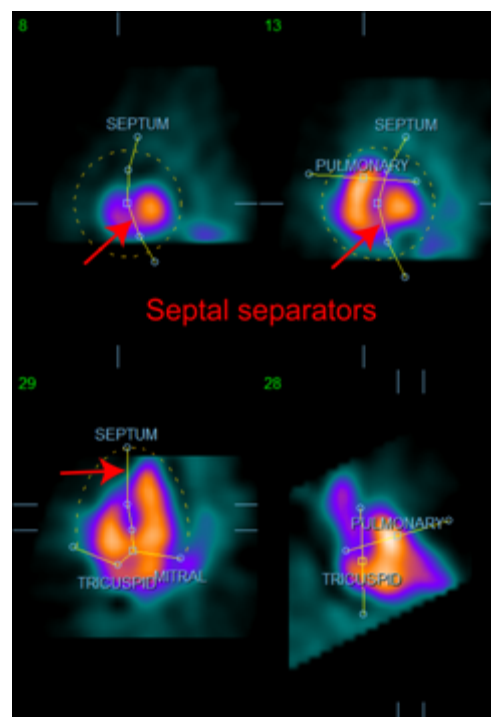 8
13
SEPTUM
SEPTUM
PULMONARY
Septal separators
29
28
SEPTUM
PULMONARY
TRICUSPID
MITRAL
TRICUSPID